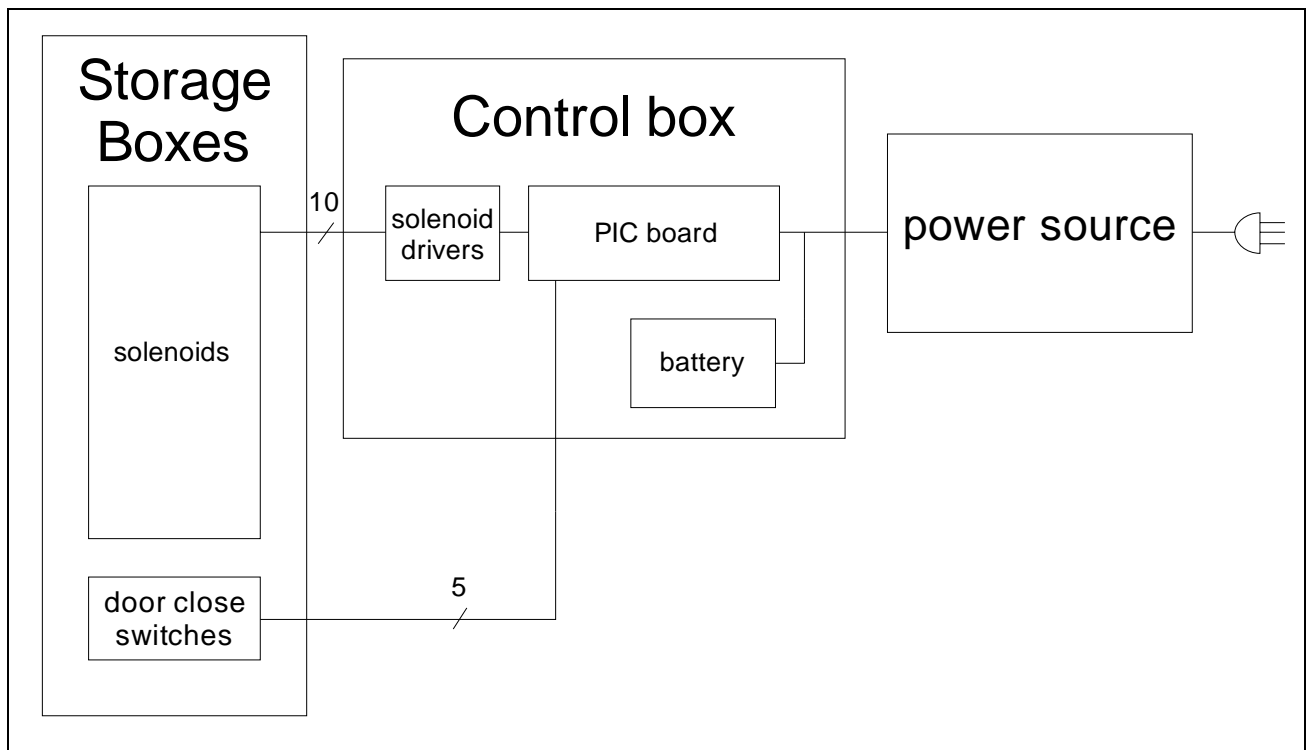 Storage
Boxes
Control box
10
solenoid
drivers
PIC board
power source
solenoids
battery
5
door close
switches